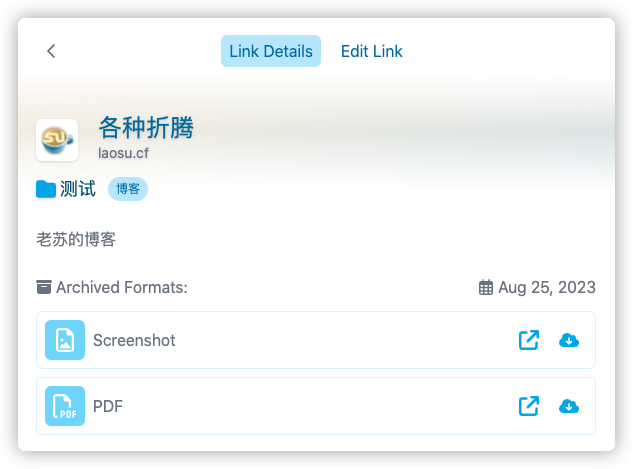 Link Details Edit Link
各种折腾
laosu.cf
测试 博客
老苏的博客
Archived Formats: Aug 25, 2023
Screenshot
PDF PDF